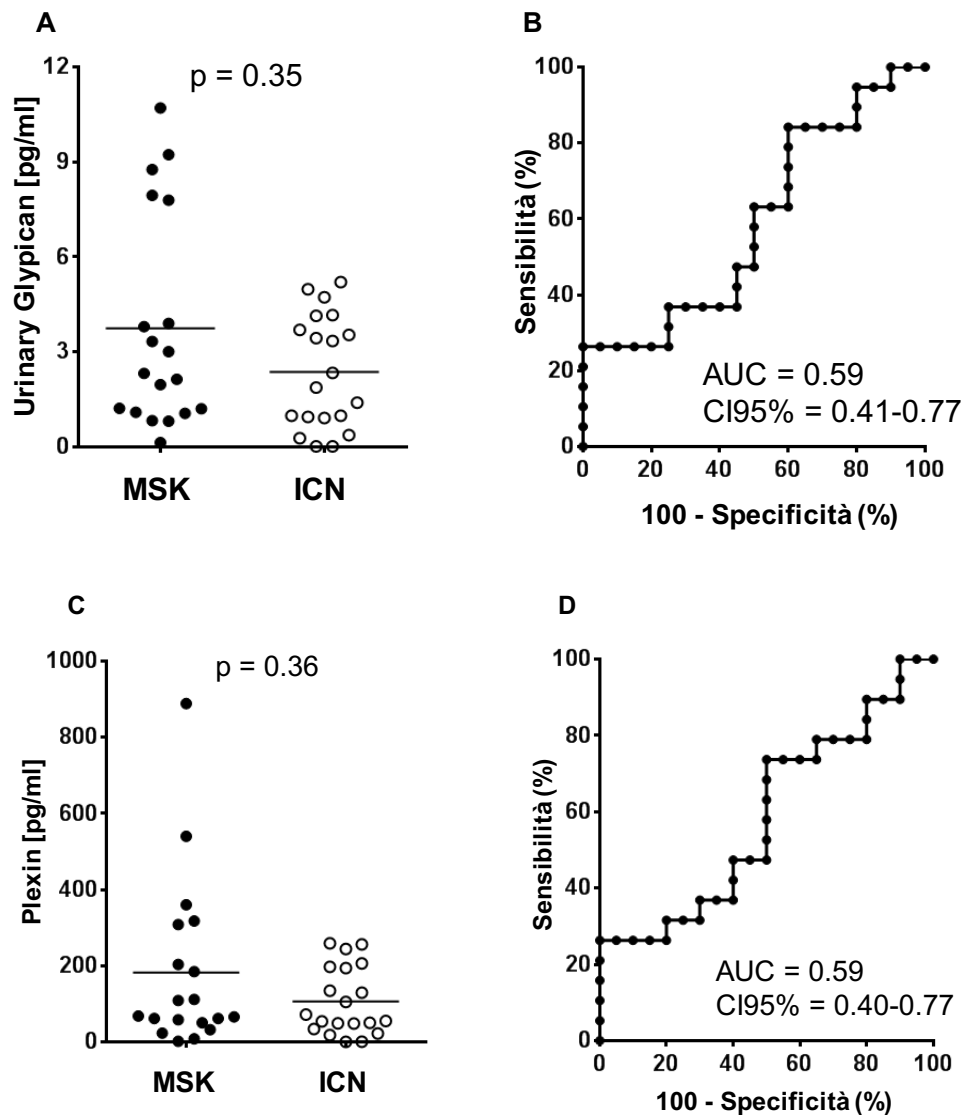 A
p = 0.35
Urinary Glypican [pg/ml]
12
9
6
3
0
MSK ICN
B
Sensibilità (%)
100
80
60
40
20
0
AUC = 0.59
CI95% = 0.41-0.77
0 20 40 60 80 100
100 - Specificità (%)
C
p = 0.36
Plexin [pg/ml]
1000
800
600
400
200
0
MSK ICN
D
Sensibilità (%)
100
80
60
40
20
0
AUC = 0.59
CI95% = 0.40-0.77
0 20 40 60 80 100
100 - Specificità (%)